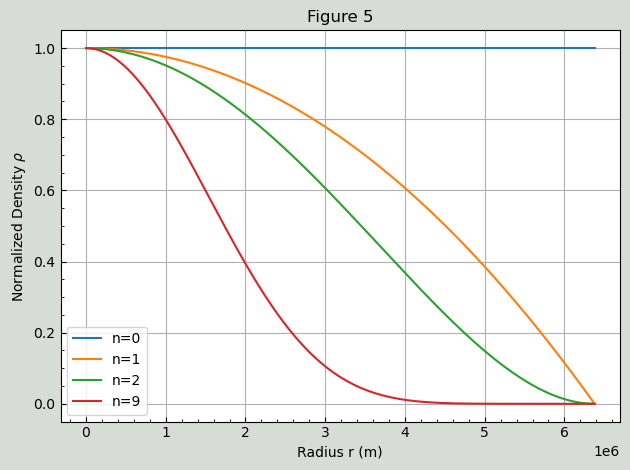 Figure 5
Normalized Density ρ
1.0
0.8
0.6
0.4
0.2
0.0
n=0
n=1
n=2
n=9
0 1 2 3 4 5 6
1e6
Radius r (m)